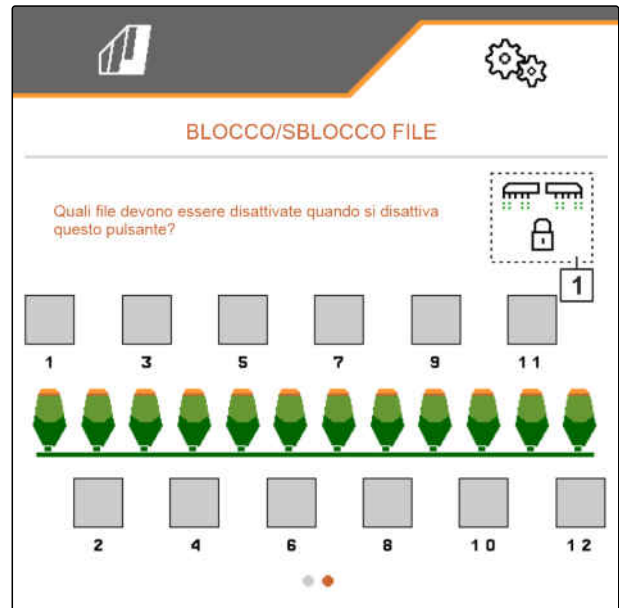 BLOCCO/SBLOCCO FILE
Quali file devono essere disattivate quando si disattiva
questo pulsante?
1
1 3 5 7 9 11
2 4 6 8 10 12